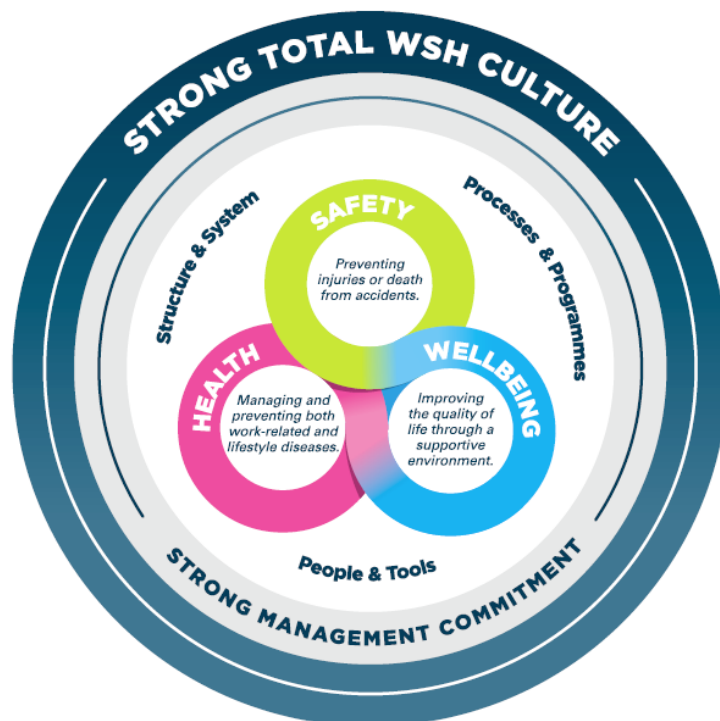 STRONG TOTAL WSH CULTURE
Structure & System
Processes & Programmes
SAFETY
Preventing
injuries or death
from accidents.
HEALTH
Managing and
preventing both
work-related and
lifestyle diseases.
WELLBEING
Improving
the quality of
life through a
supportive
environment.
People & Tools
STRONG MANAGEMENT COMMITMENT